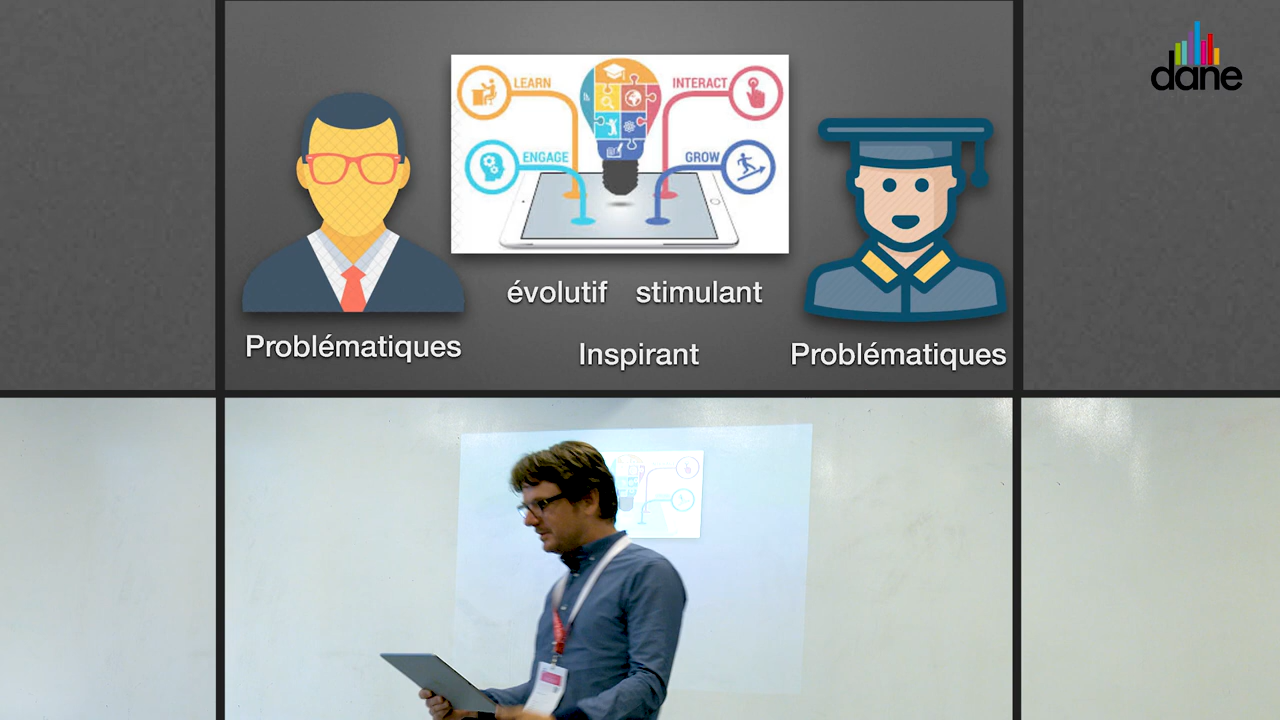 dane
LEARN
INTERACT
ENGAGE
GROW
évolutif stimulant
Problématiques
Inspirant
Problématiques